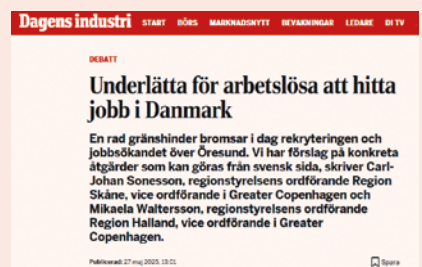 Dagens industri START BÖRS MARKNADSNYTT BEVAKNINGAR LEDARE DI TV
DEBATT
Underlätta för arbetslösa att hitta
jobb i Danmark
En rad gränshinder bromsar i dag rekryteringen och
jobbsökandet över Öresund. Vi har förslag på konkreta
åtgärder som kan göras från svensk sida, skriver Carl-
Johan Sonesson, regionstyrelsens ordförande Region
Skåne, vice ordförande i Greater Copenhagen och
Mikaela Waltersson, regionstyrelsens ordförande
Region Halland, vice ordförande i Greater
Copenhagen.
Publicerad: 27 maj 2025, 13:01
Spara